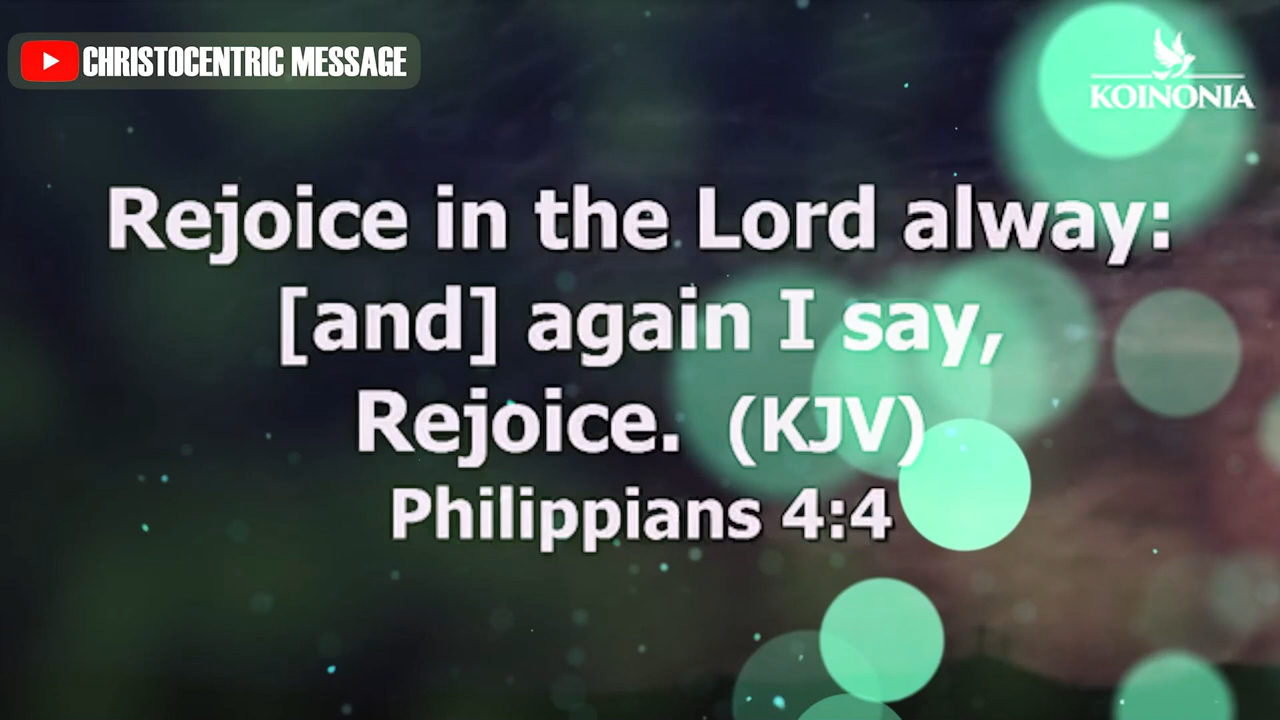 CHRISTOCENTRIC MESSAGE
KOINONIA
Rejoice in the Lord alway:
[and] again I say,
Rejoice. (KJV)
Philippians 4:4